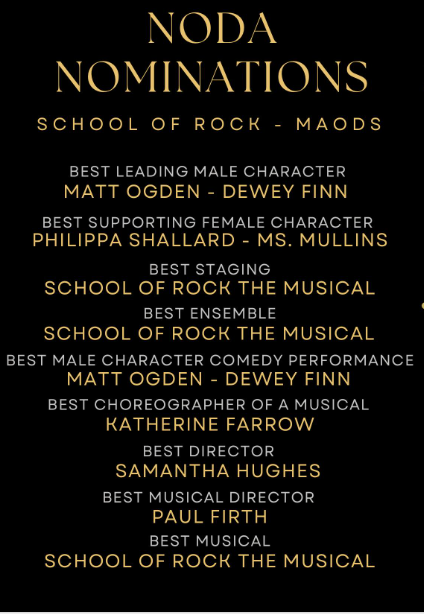 NODA
NOMINATIONS
SCHOOL OF ROCK - MAODS
BEST LEADING MALE CHARACTER
MATT OGDEN - DEWEY FINN
BEST SUPPORTING FEMALE CHARACTER
PHILIPPA SHALLARD - MS. MULLINS
BEST STAGING
SCHOOL OF ROCK THE MUSICAL
BEST ENSEMBLE
SCHOOL OF ROCK THE MUSICAL
BEST MALE CHARACTER COMEDY PERFORMANCE
MATT OGDEN - DEWEY FINN
BEST CHOREOGRAPHER OF A MUSICAL
KATHERINE FARROW
BEST DIRECTOR
SAMANTHA HUGHES
BEST MUSICAL DIRECTOR
PAUL FIRTH
BEST MUSICAL
SCHOOL OF ROCK THE MUSICAL